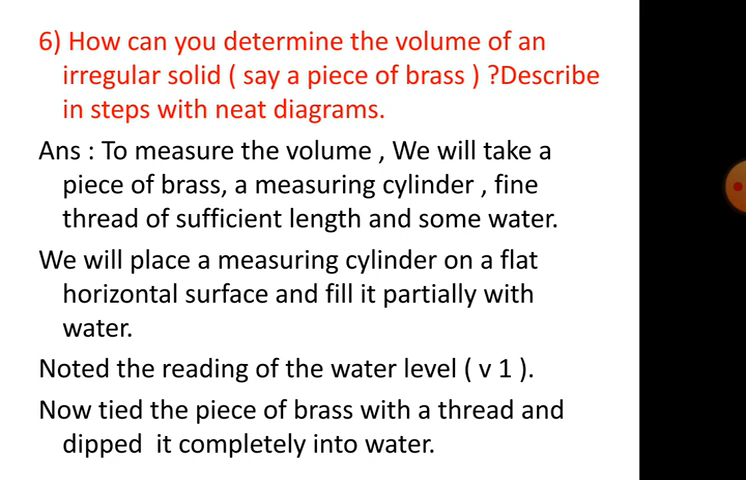 6) How can you determine the volume of an
irregular solid ( say a piece of brass ) ?Describe
in steps with neat diagrams.
Ans : To measure the volume , We will take a
piece of brass, a measuring cylinder , fine
thread of sufficient length and some water.
We will place a measuring cylinder on a flat
horizontal surface and fill it partially with
water.
Noted the reading of the water level ( v 1 ).
Now tied the piece of brass with a thread and
dipped  it completely into water.